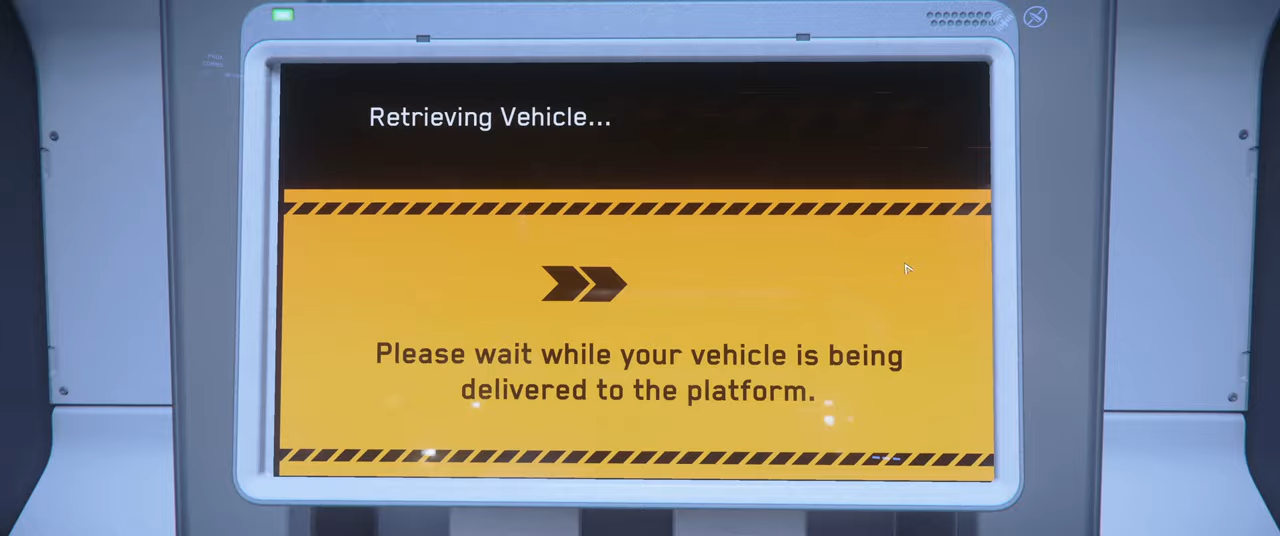 Retrieving Vehicle...
Please wait while your vehicle is being
delivered to the platform.